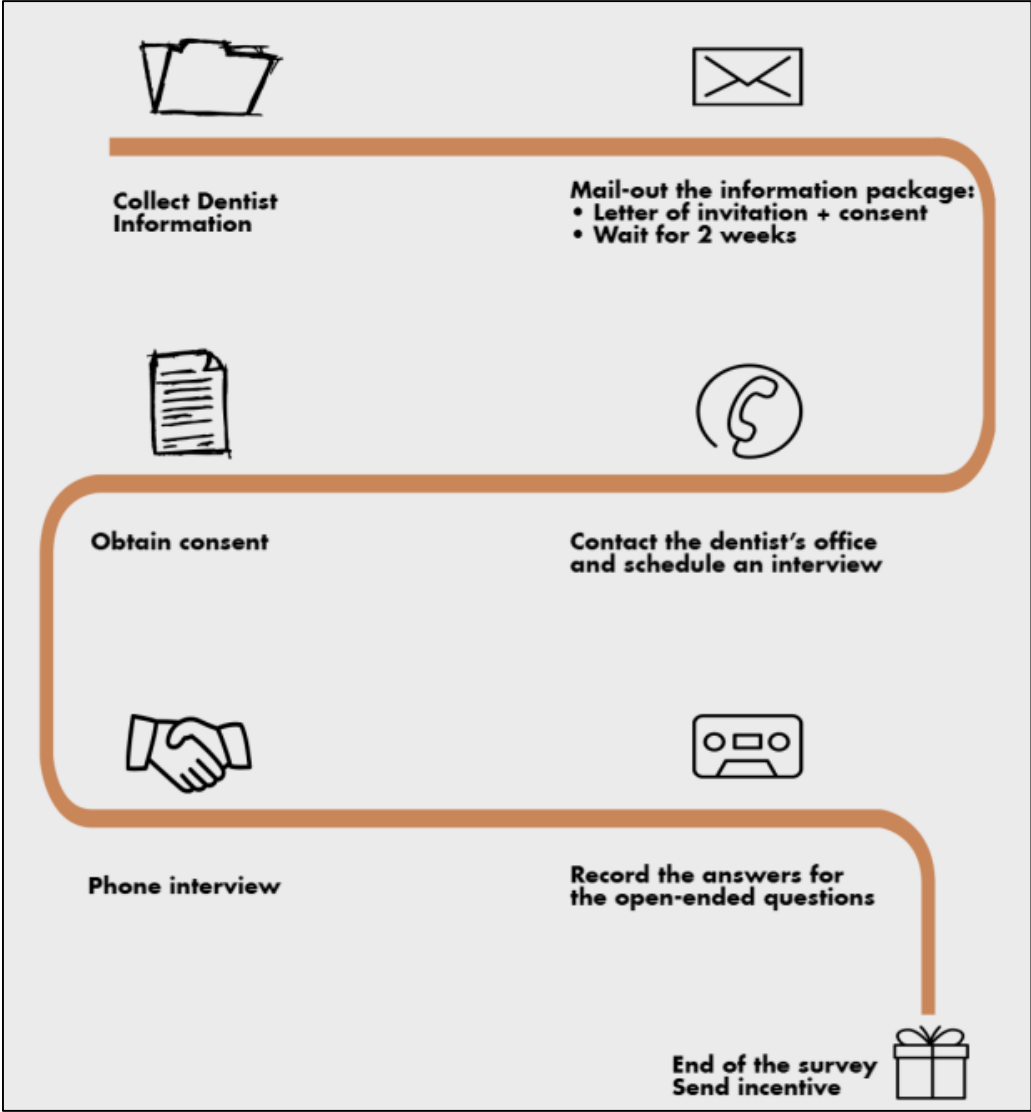 Collect Dentist
Information
Mail-out the information package:
• Letter of invitation + consent
• Wait for 2 weeks
Contact the dentist's office
and schedule an interview
Obtain consent
Phone interview
Record the answers for
the open-ended questions
End of the survey
Send incentive